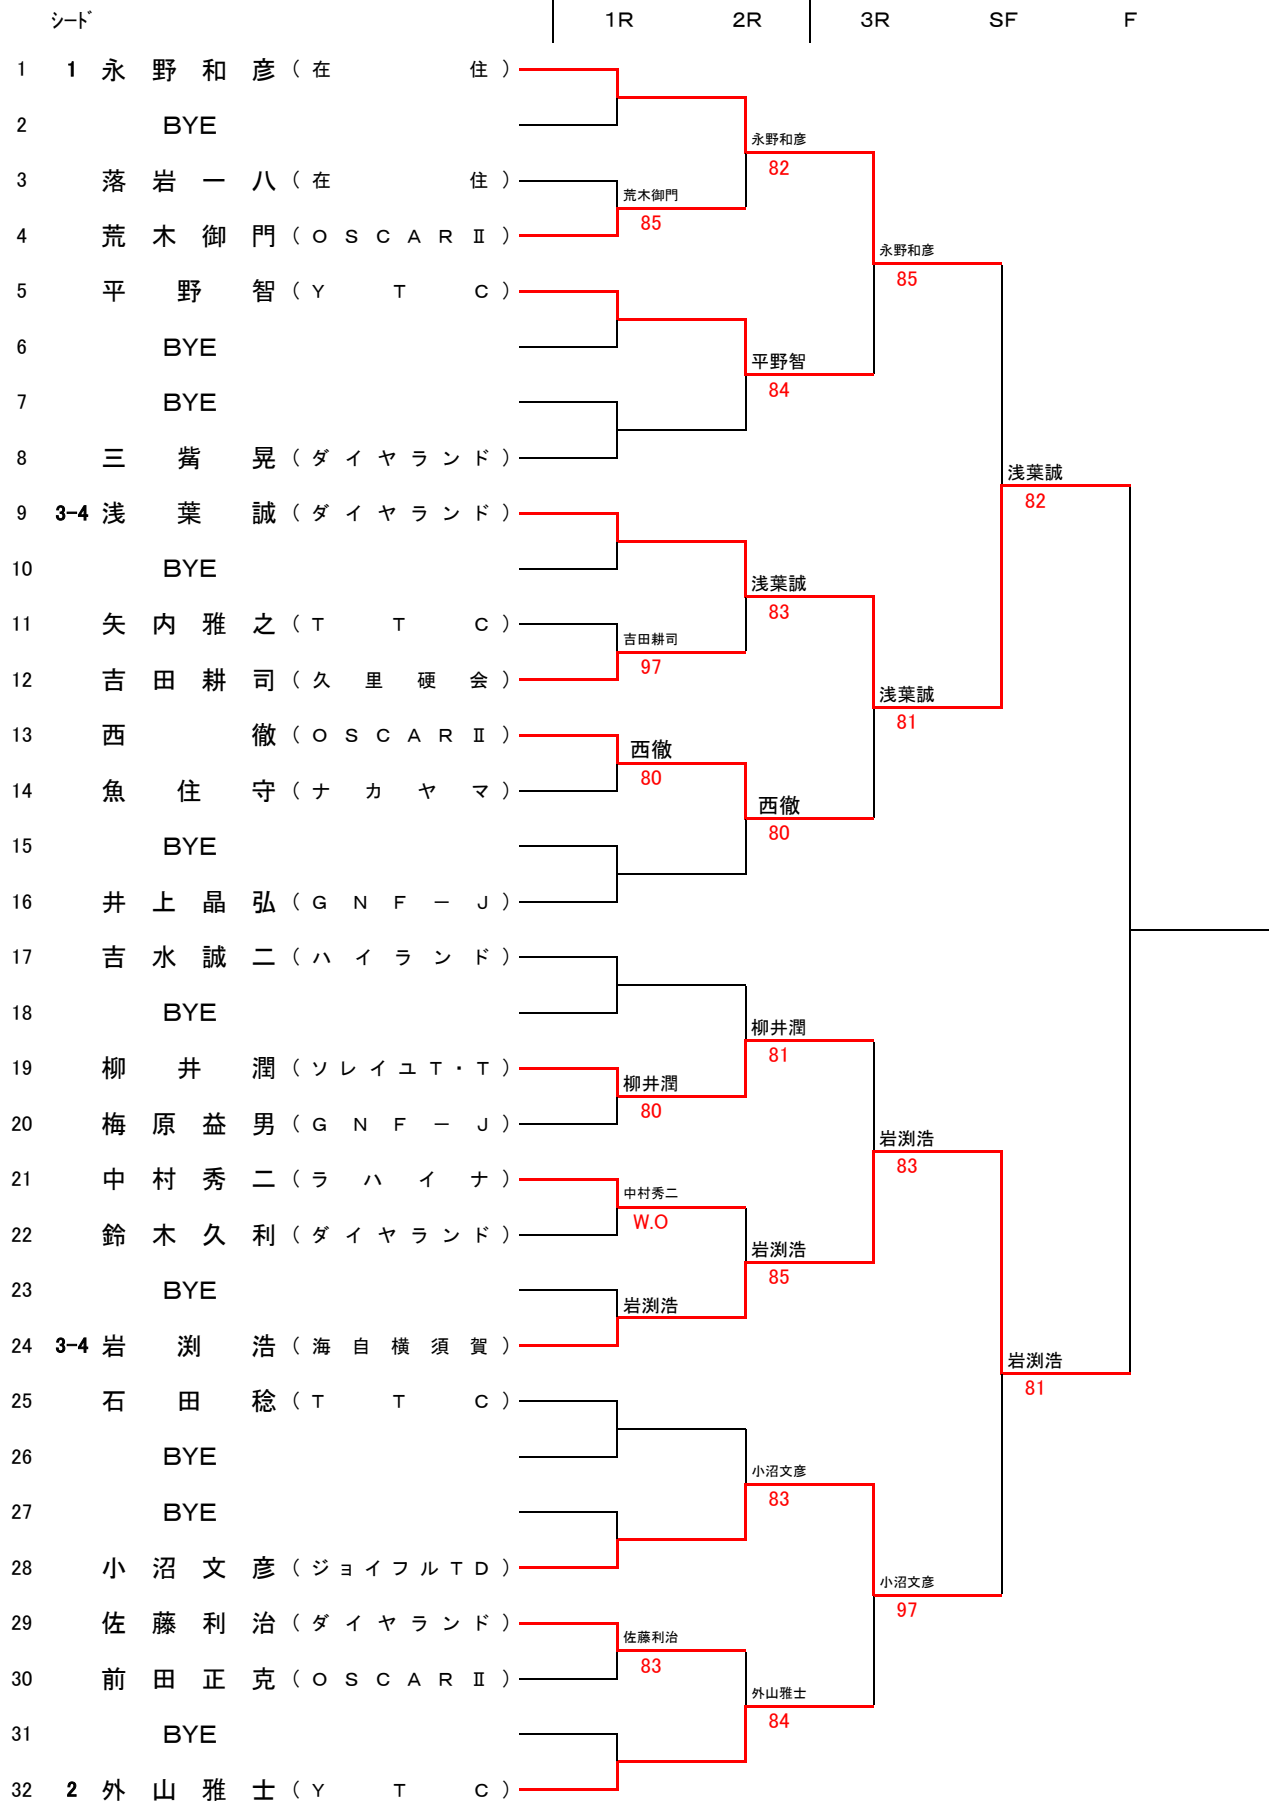 シード 1R 2R 3R SF F
1 1 永野和彦 (在住)
2 BYE
永野和彦
82
3 落岩一八 (在住)
荒木御門
85
4 荒木御門 (OSCARⅡ)
永野和彦
85
5 平野智 (YTC)
6 BYE
平野智
84
7 BYE
8 三觜晃 (ダイヤランド)
浅葉誠
82
9 3-4 浅葉誠 (ダイヤランド)
10 BYE
浅葉誠
83
11 矢内雅之 (TTC)
吉田耕司
97
12 吉田耕司 (久里硬会)
浅葉誠
81
13 西徹 (OSCARⅡ)
西徹
80
14 魚住守 (ナカヤマ)
西徹
80
15 BYE
16 井上晶弘 (GNF-J)
17 吉水誠二 (ハイランド)
18 BYE
柳井潤
81
19 柳井潤 (ソレイユT・T)
柳井潤
80
20 梅原益男 (GNF-J)
岩渕浩
83
21 中村秀二 (ラハイナ)
中村秀二
W.O
22 鈴木久利 (ダイヤランド)
岩渕浩
85
23 BYE
岩渕浩
24 3-4 岩渕浩 (海自横須賀)
岩渕浩
81
25 石田稔 (TTC)
26 BYE
小沼文彦
83
27 BYE
28 小沼文彦 (ジョイフルTD)
小沼文彦
97
29 佐藤利治 (ダイヤランド)
佐藤利治
83
30 前田正克 (OSCARⅡ)
外山雅士
84
31 BYE
32 2 外山雅士 (YTC)